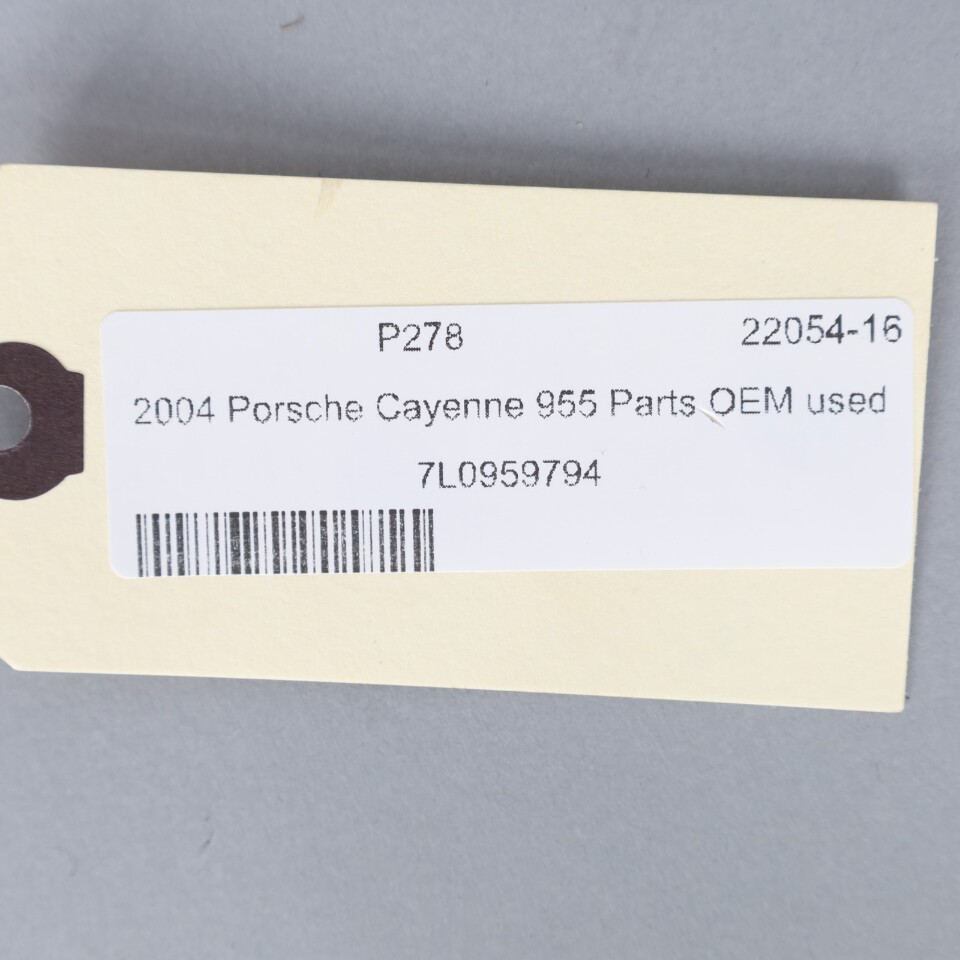 P278 22054-16
2004 Porsche Cayenne 955 Parts OEM used
7L0959794